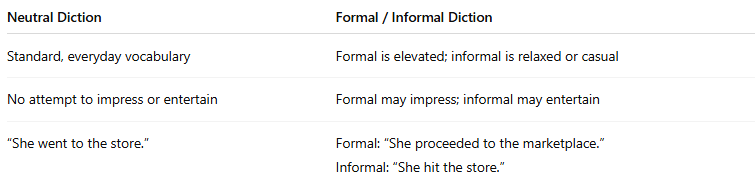 Neutral Diction Formal / Informal Diction
Standard, everyday vocabulary Formal is elevated; informal is relaxed or casual
No attempt to impress or entertain Formal may impress; informal may entertain
“She went to the store.” Formal: “She proceeded to the marketplace.”
Informal: “She hit the store.”